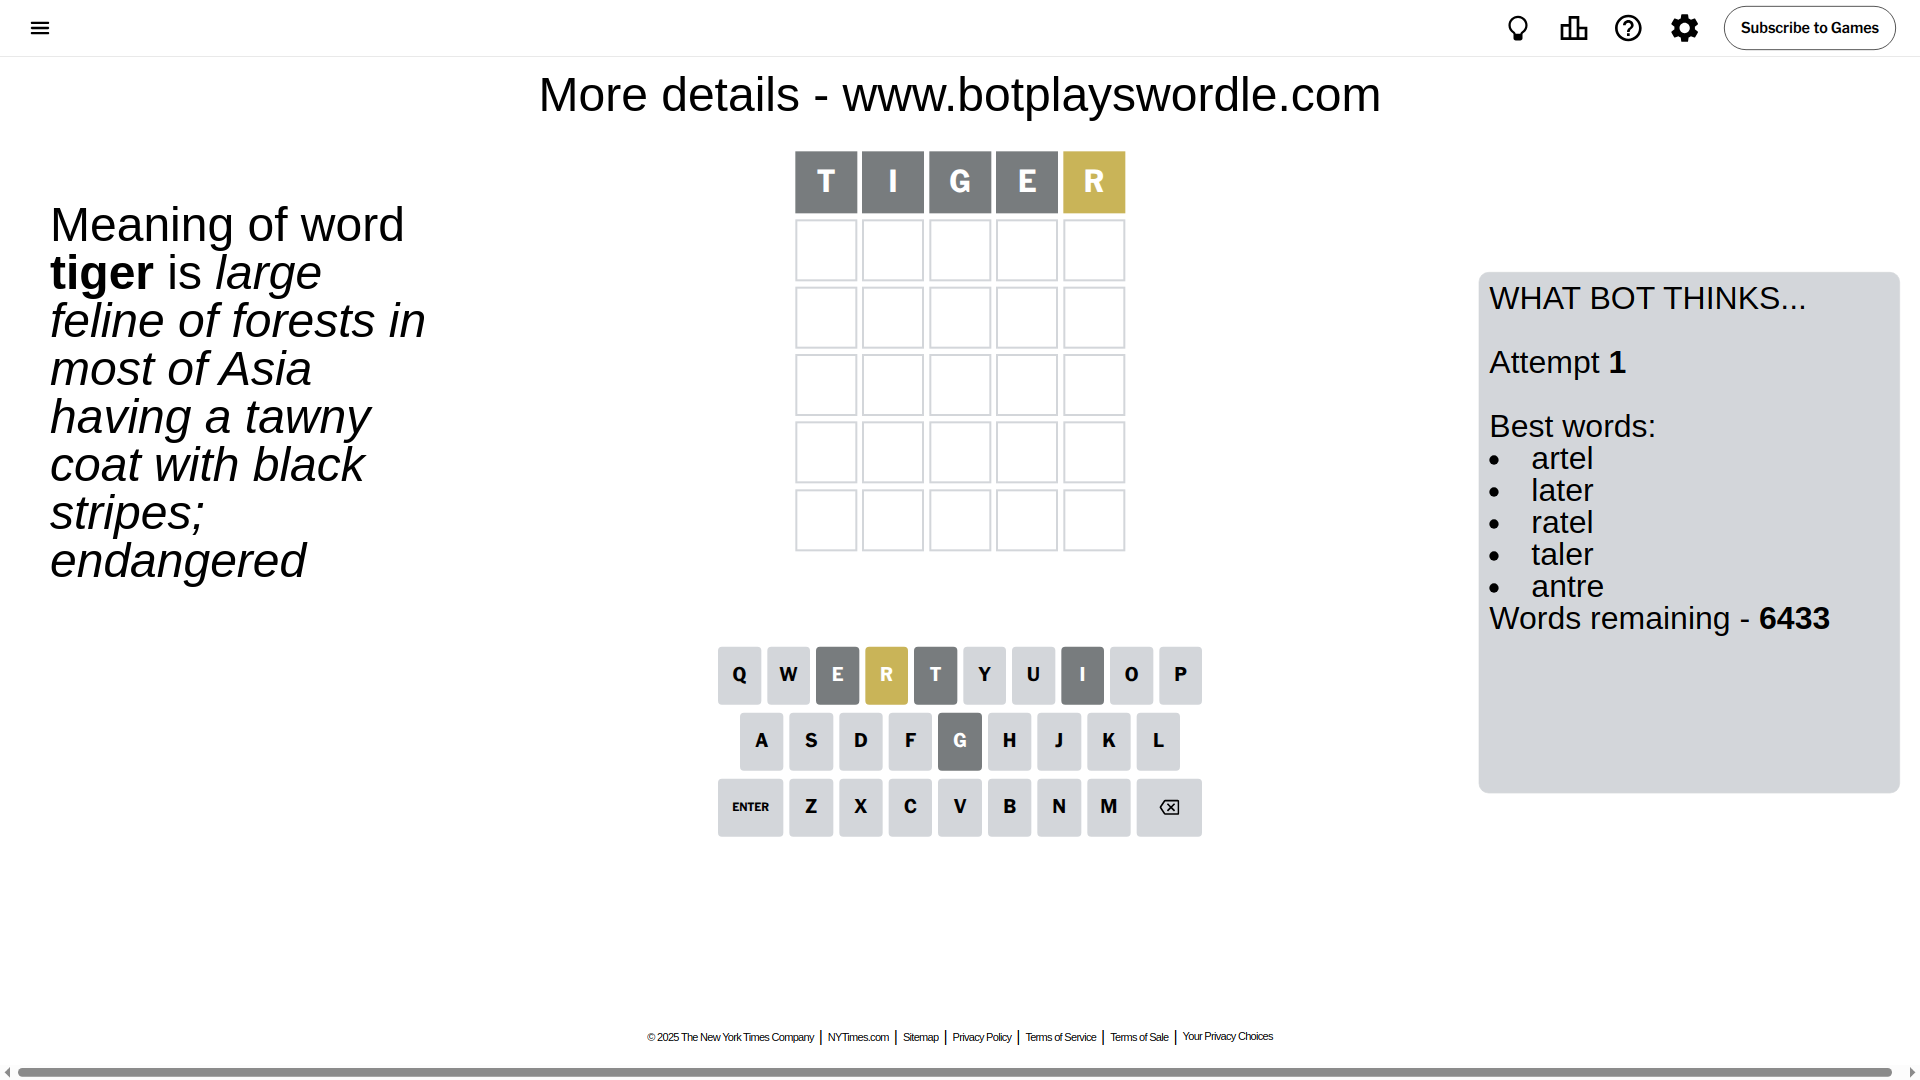 Subscribe to Games
More details - www.botplayswordle.com
T I G E R
Meaning of word
tiger is large
feline of forests in
most of Asia
having a tawny
coat with black
stripes;
endangered
WHAT BOT THINKS...
Attempt 1
Best words:
• artel
• later
• ratel
• taler
• antre
Words remaining - 6433
Q W E R T Y U I O P
A S D F G H J K L
ENTER Z X C V B N M
© 2025 The New York Times Company | NYTimes.com | Sitemap | Privacy Policy | Terms of Service | Terms of Sale | Your Privacy Choices